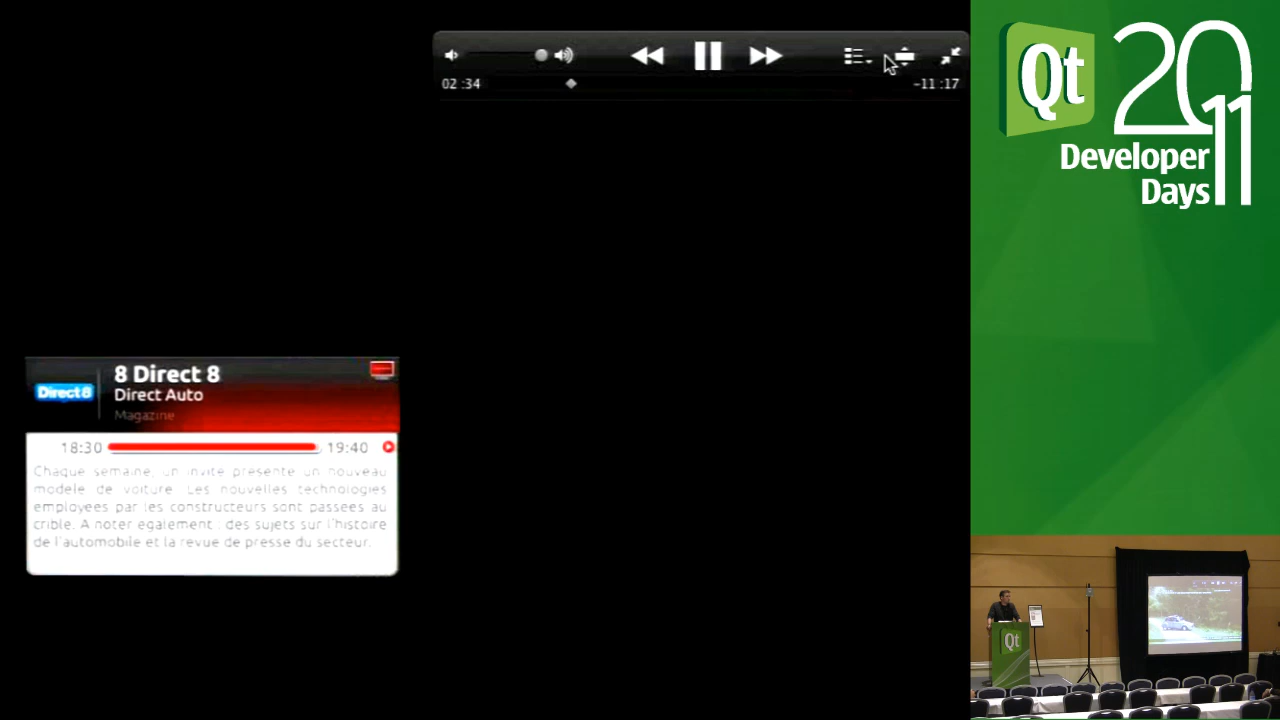 02 :34
-11 :17
Qt
2011
Developer
Days
8 Direct 8
Direct8
Direct Auto
Magazine
18:30
19:40
Chaque semaine, un invité présente un nouveau
modèle de voiture. Les nouvelles technologies
employées par les constructeurs sont passées au
crible. A noter également : des sujets sur l'histoire
de l'automobile et la revue de presse du secteur.
Qt